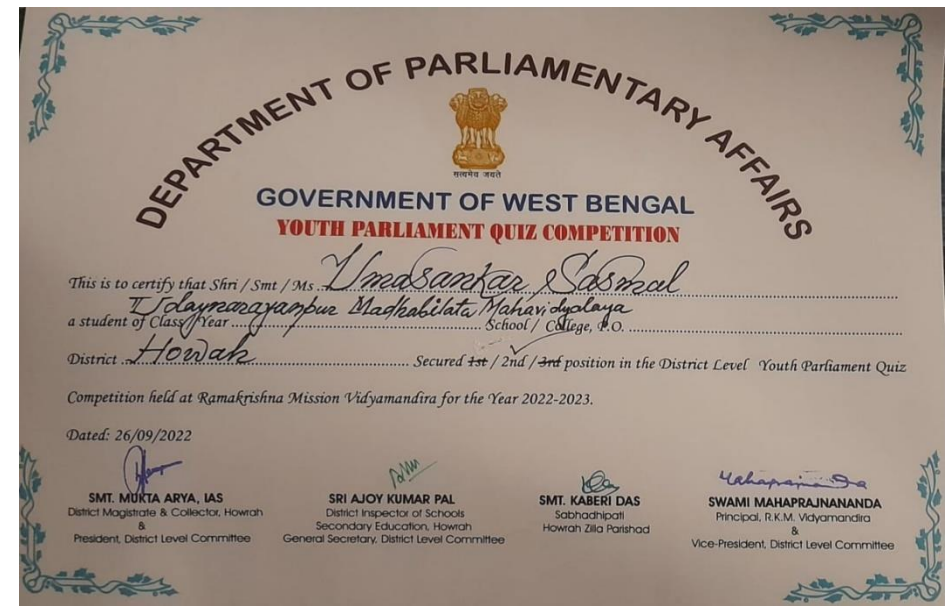 DEPARTMENT OF PARLIAMENTARY AFFAIRS
सत्यमेव जयते
GOVERNMENT OF WEST BENGAL
YOUTH PARLIAMENT QUIZ COMPETITION
This is to certify that Shri / Smt / Ms Umasankar Sasmal
Udaynarayanpur Madhabilata Mahavidyalaya
a student of Class / Year School / College, P.O.
District Howrah Secured 1st / 2nd / 3rd position in the District Level Youth Parliament Quiz
Competition held at Ramakrishna Mission Vidyamandira for the Year 2022-2023.
Dated: 26/09/2022
SMT. MUKTA ARYA, IAS
District Magistrate & Collector, Howrah
&
President, District Level Committee
SRI AJOY KUMAR PAL
District Inspector of Schools
Secondary Education, Howrah
General Secretary, District Level Committee
SMT. KABERI DAS
Sabhadhipati
Howrah Zilla Parishad
Mahaprajnananda
SWAMI MAHAPRAJNANANDA
Principal, R.K.M. Vidyamandira
&
Vice-President, District Level Committee